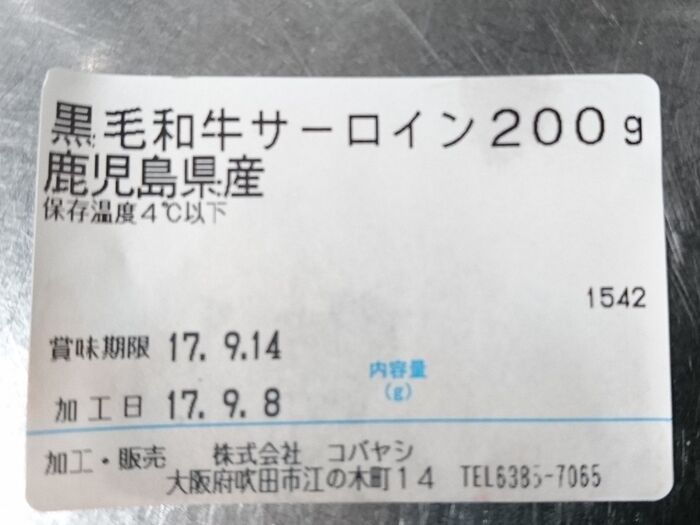 黒毛和牛サーロイン200g
鹿児島県産
保存温度4℃以下
1542
賞味期限 17. 9.14
内容量
(g)
加工日 17. 9. 8
加工・販売 株式会社 コバヤシ
大阪府吹田市江の木町14 TEL6385-7065